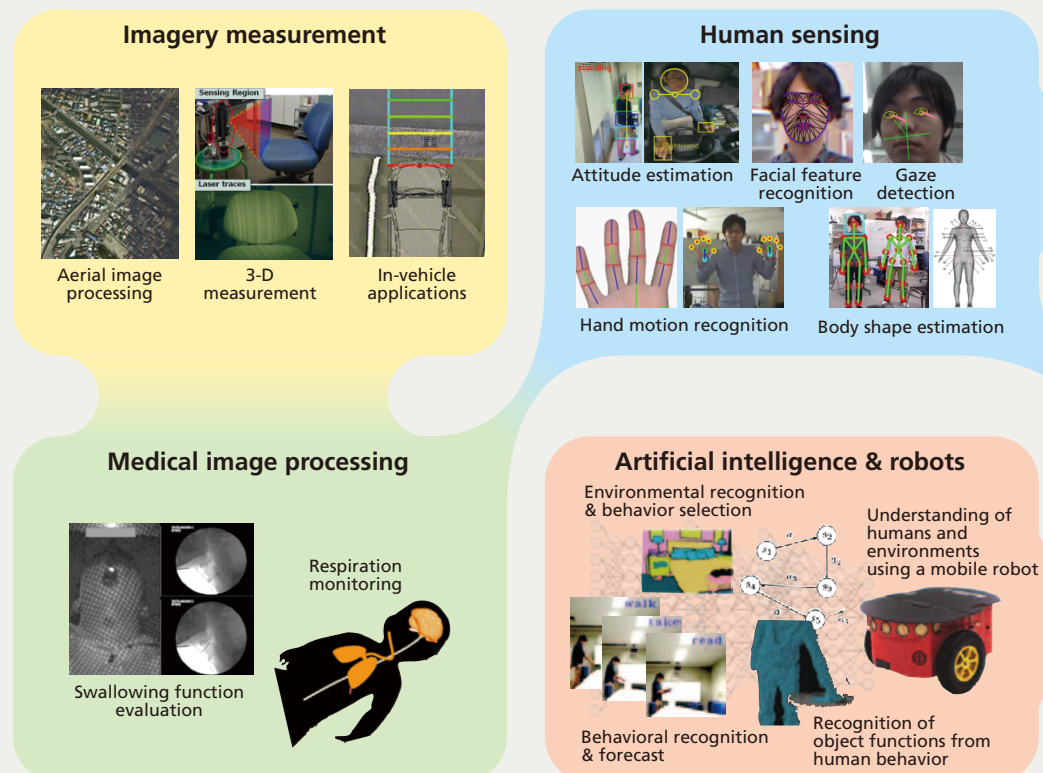 Imagery measurement
Sensing Region
Laser traces
Aerial image
processing
3-D
measurement
In-vehicle
applications
Human sensing
standing
Attitude estimation
Facial feature
recognition
Gaze
detection
Hand motion recognition
Body shape estimation
Medical image processing
Swallowing function
evaluation
Respiration
monitoring
Artificial intelligence & robots
Environmental recognition
& behavior selection
Understanding of
humans and
environments
using a mobile robot
walk
take
read
Behavioral recognition
& forecast
Recognition of
object functions from
human behavior